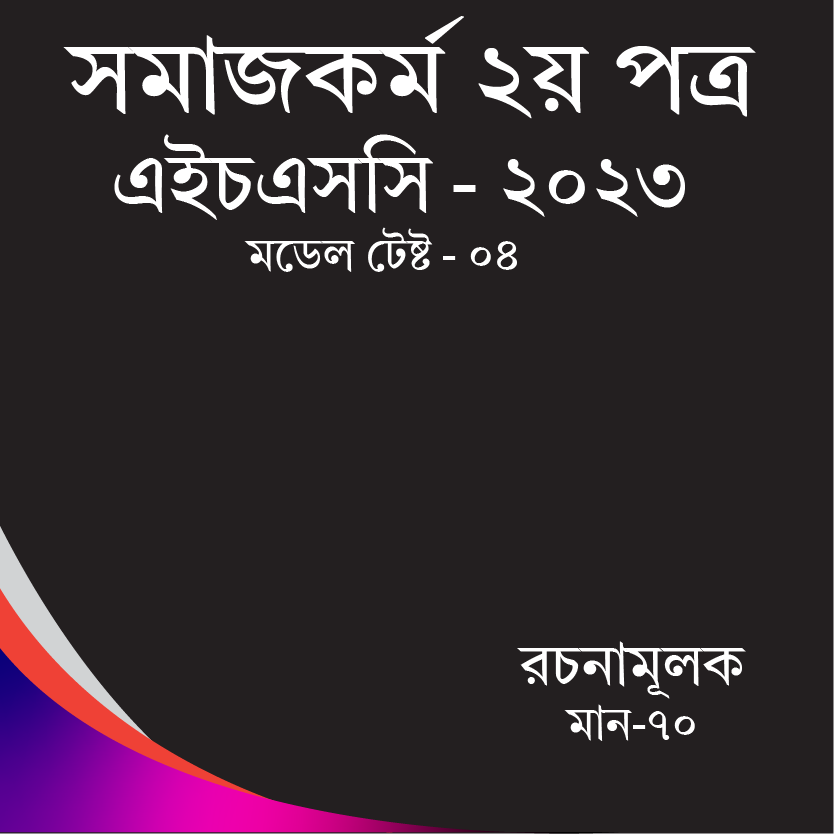 সমাজকর্ম ২য় পত্র
এইচএসসি - ২০২৩
মডেল টেষ্ট - ০৪
রচনামূলক
মান-৭০